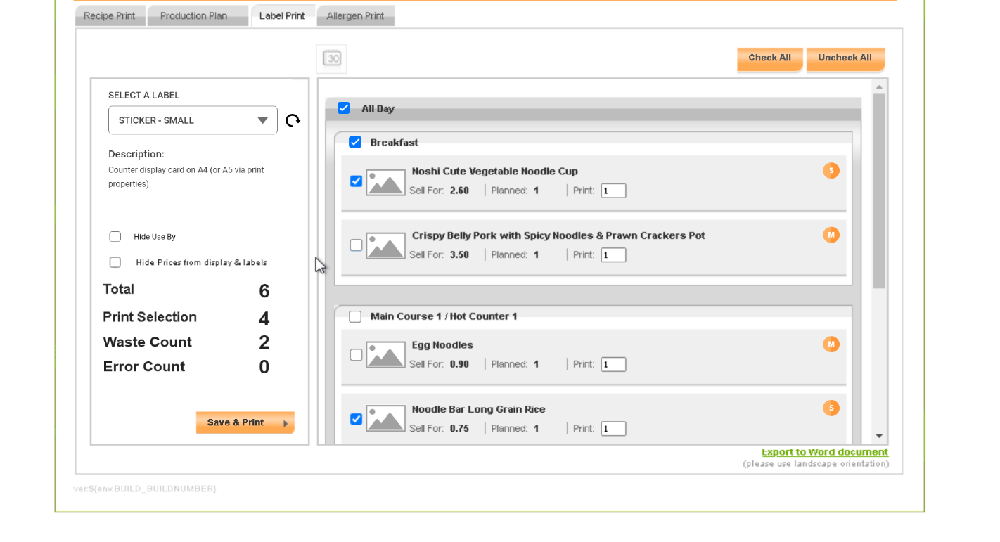 Recipe Print
Production Plan
Label Print
Allergen Print
30
Check All
Uncheck All
SELECT A LABEL
STICKER - SMALL
Description:
Counter display card on A4 (or A5 via print
properties)
Hide Use By
Hide Prices from display & labels
Total 6
Print Selection 4
Waste Count 2
Error Count 0
Save & Print
All Day
Breakfast
Noshi Cute Vegetable Noodle Cup
S
Sell For: 2.60 | Planned: 1 | Print: 1
Crispy Belly Pork with Spicy Noodles & Prawn Crackers Pot
M
Sell For: 3.50 | Planned: 1 | Print: 1
Main Course 1 / Hot Counter 1
Egg Noodles
M
Sell For: 0.90 | Planned: 1 | Print: 1
Noodle Bar Long Grain Rice
S
Sell For: 0.75 | Planned: 1 | Print: 1
Export to Word document
(please use landscape orientation)
ver:${env.BUILD_BUILDNUMBER}